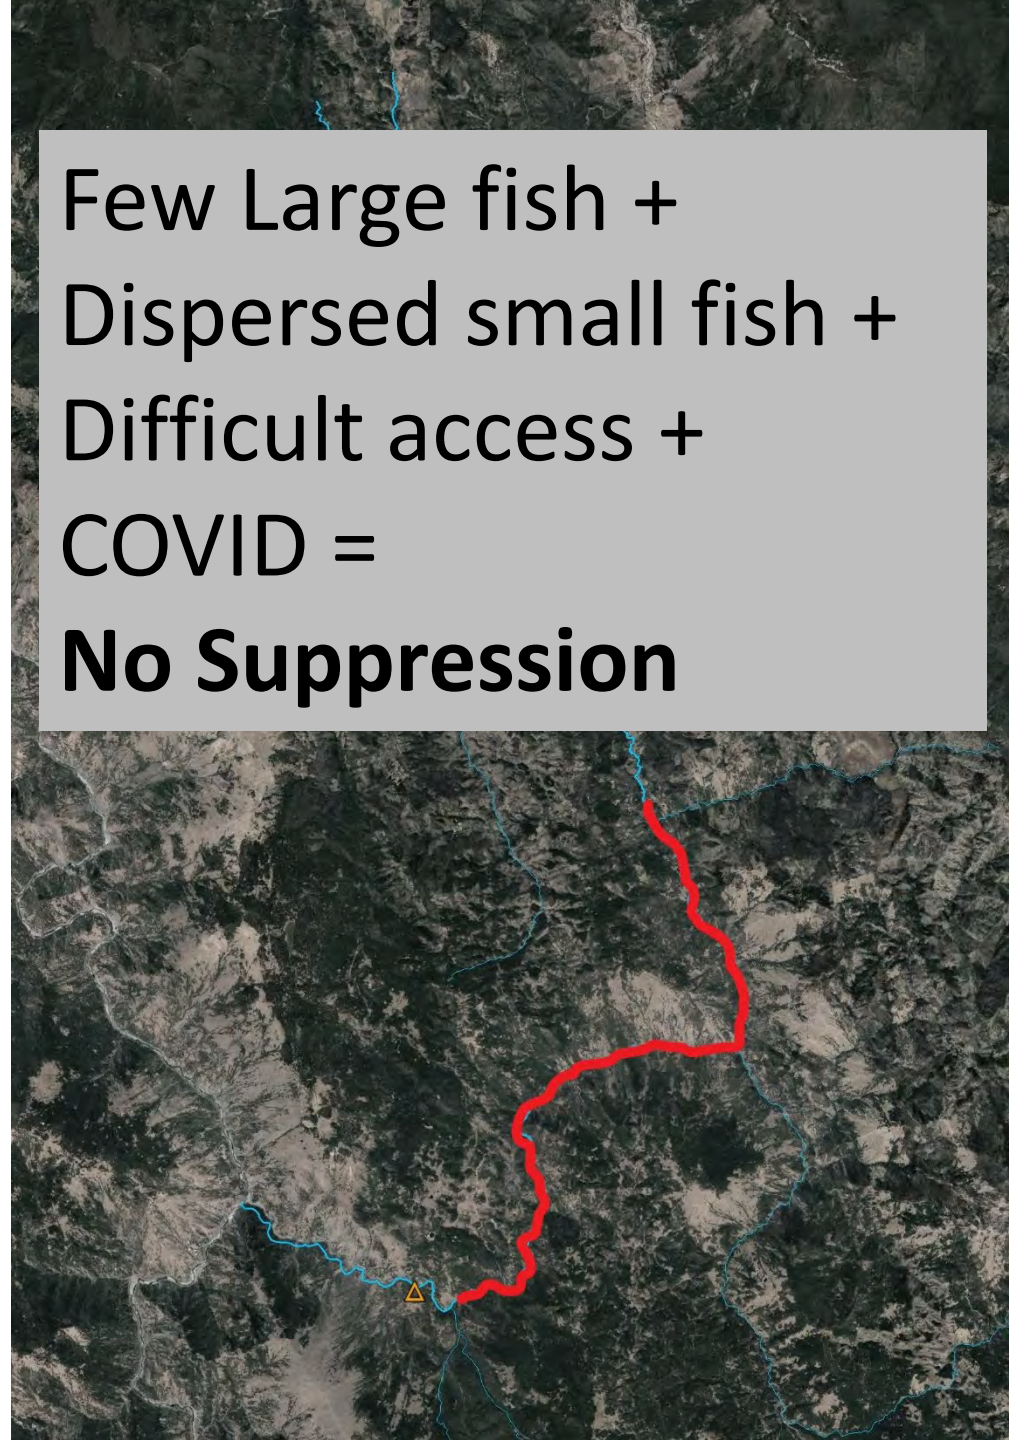 Few Large fish +
Dispersed small fish +
Difficult access +
COVID =
No Suppression